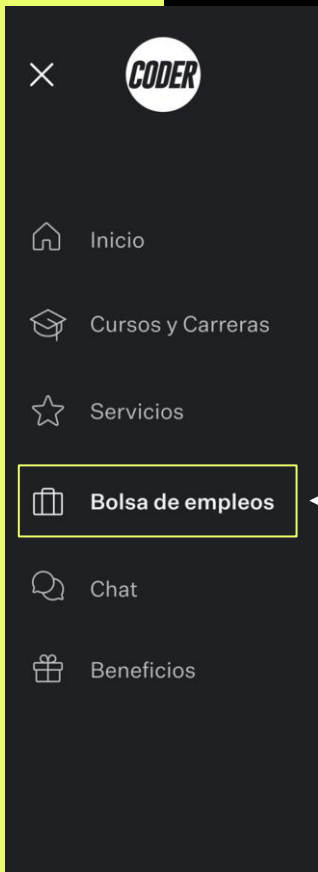 CODER
Inicio
Cursos y Carreras
Servicios
Bolsa de empleos
Chat
Beneficios